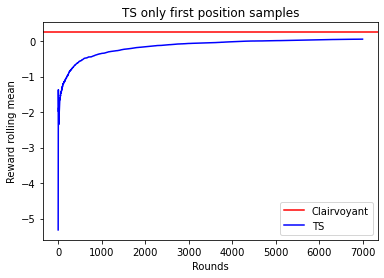 TS only first position samples
Reward rolling mean
0
−1
−2
−3
−4
−5
Clairvoyant
TS
0 1000 2000 3000 4000 5000 6000 7000
Rounds